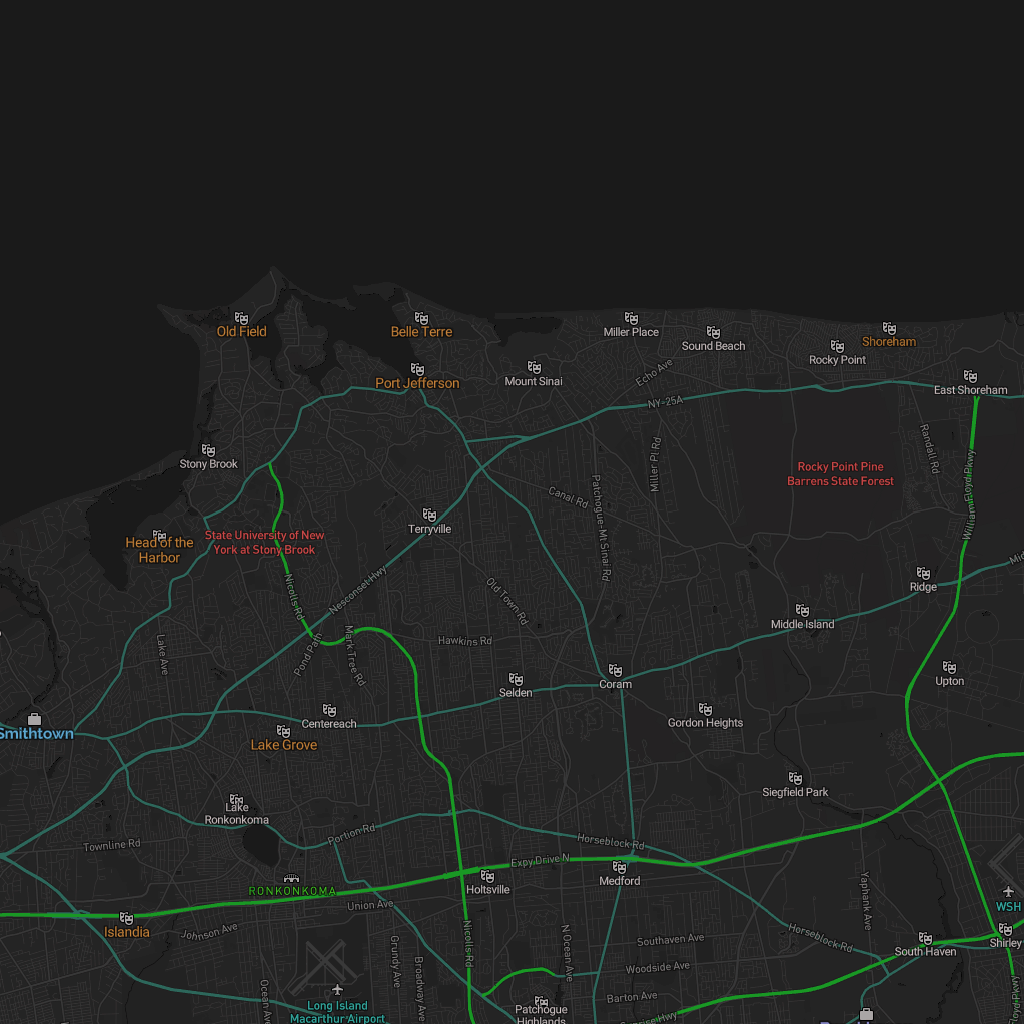 Old Field
Belle Terre
Miller Place
Sound Beach
Shoreham
Rocky Point
Port Jefferson
Mount Sinai
Echo Ave
East Shoreham
NY-25A
Stony Brook
Miller Pl Rd
Randall Rd
Rocky Point Pine
Barrens State Forest
William Floyd Pkwy
Canal Rd
Patchogue-Mt Sinai Rd
Terryville
State University of New
York at Stony Brook
Head of the
Harbor
Nesconset Hwy
Nicolls Rd
Old Town Rd
Ridge
Middle Island
Hawkins Rd
Mark Tree Rd
Pond Path
Lake Ave
Selden
Coram
Upton
Gordon Heights
Centereach
Lake Grove
Smithtown
Siegfield Park
Lake
Ronkonkoma
Portion Rd
Horseblock Rd
Townline Rd
Expy Drive N
RONKONKOMA
Holtsville
Medford
Yaphank Ave
WSH
Union Ave
Islandia
Johnson Ave
Nicolls Rd
N Ocean Ave
Southaven Ave
Horseblock Rd
South Haven
Shirley
Grundy Ave
Broadway Ave
Woodside Ave
Ocean Ave
Barton Ave
Long Island
Macarthur Airport
Patchogue
Highlands
Sunrise Hwy
Floyd Pkwy